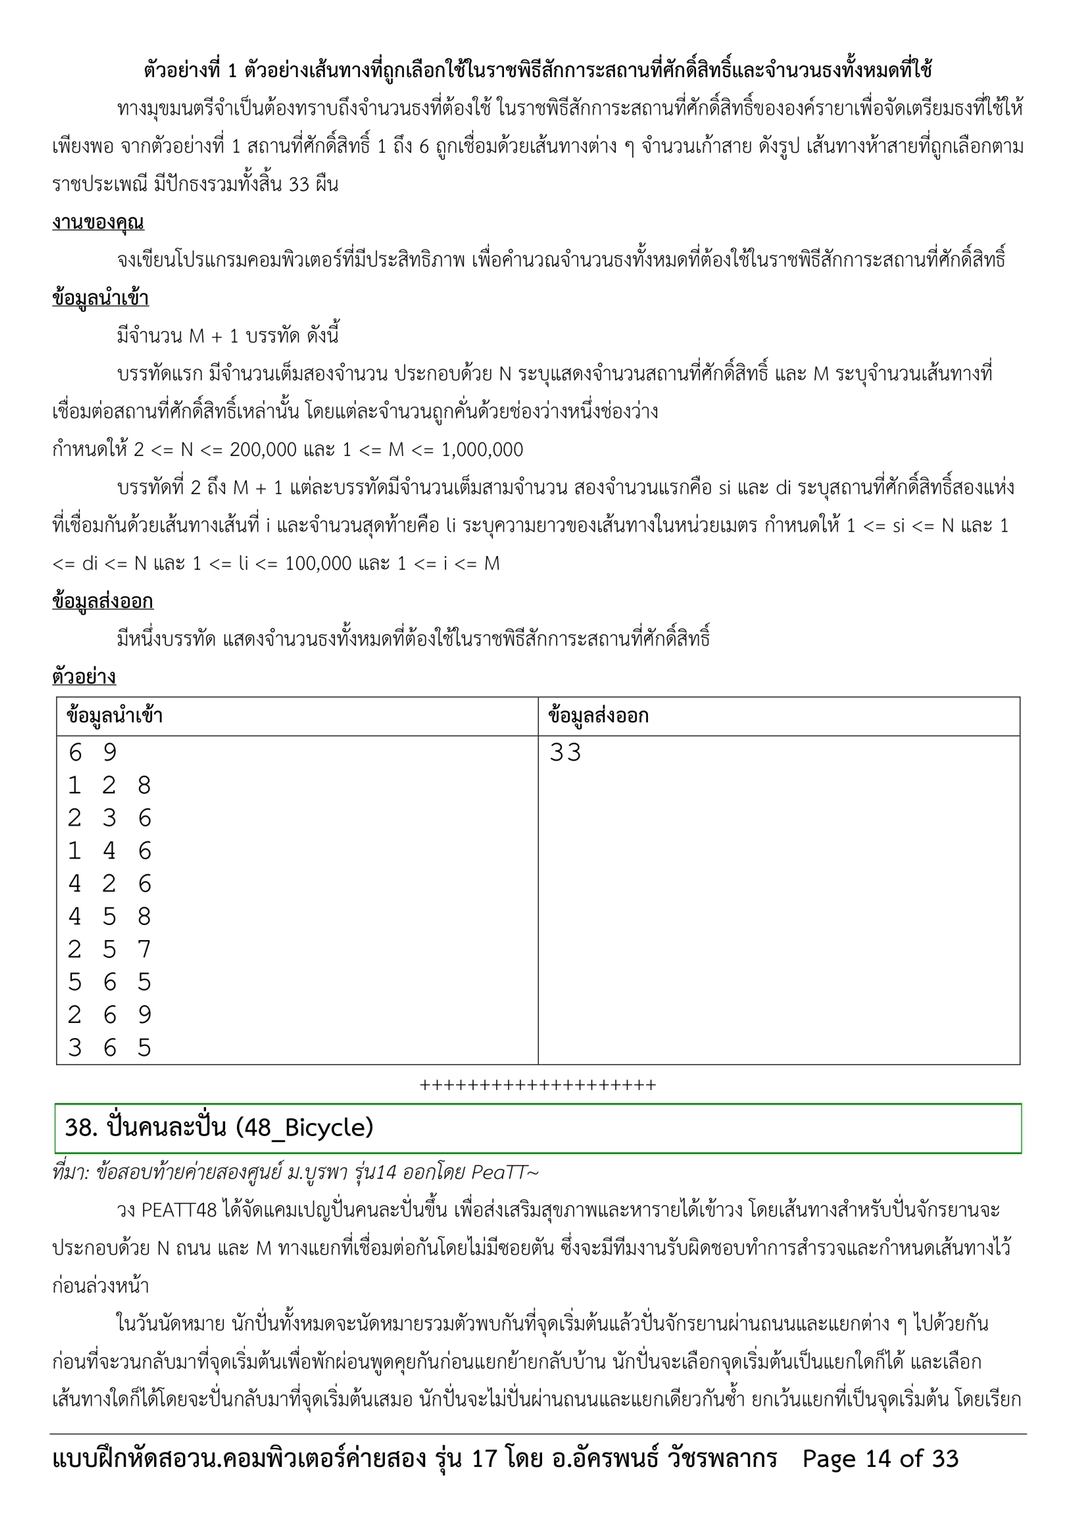 ตัวอย่างที่ 1 ตัวอย่างเส้นทางที่ถูกเลือกใช้ในราชพิธีสักการะสถานที่ศักดิ์สิทธิ์และจำนวนธงทั้งหมดที่ใช้
ทางมุขมนตรีจำเป็นต้องทราบถึงจำนวนธงที่ต้องใช้ ในราชพิธีสักการะสถานที่ศักดิ์สิทธิ์ขององค์รายาเพื่อจัดเตรียมธงที่ใช้ให้
เพียงพอ จากตัวอย่างที่ 1 สถานที่ศักดิ์สิทธิ์ 1 ถึง 6 ถูกเชื่อมด้วยเส้นทางต่าง ๆ จำนวนเก้าสาย ดังรูป เส้นทางห้าสายที่ถูกเลือกตาม
ราชประเพณี มีปักธงรวมทั้งสิ้น 33 ผืน
งานของคุณ
จงเขียนโปรแกรมคอมพิวเตอร์ที่มีประสิทธิภาพ เพื่อคำนวณจำนวนธงทั้งหมดที่ต้องใช้ในราชพิธีสักการะสถานที่ศักดิ์สิทธิ์
ข้อมูลนำเข้า
มีจำนวน M + 1 บรรทัด ดังนี้
บรรทัดแรก มีจำนวนเต็มสองจำนวน ประกอบด้วย N ระบุแสดงจำนวนสถานที่ศักดิ์สิทธิ์ และ M ระบุจำนวนเส้นทางที่
เชื่อมต่อสถานที่ศักดิ์สิทธิ์เหล่านั้น โดยแต่ละจำนวนถูกคั่นด้วยช่องว่างหนึ่งช่องว่าง
กำหนดให้ 2 <= N <= 200,000 และ 1 <= M <= 1,000,000
บรรทัดที่ 2 ถึง M + 1 แต่ละบรรทัดมีจำนวนเต็มสามจำนวน สองจำนวนแรกคือ si และ di ระบุสถานที่ศักดิ์สิทธิ์สองแห่ง
ที่เชื่อมกันด้วยเส้นทางเส้นที่ i และจำนวนสุดท้ายคือ li ระบุความยาวของเส้นทางในหน่วยเมตร กำหนดให้ 1 <= si <= N และ 1
<= di <= N และ 1 <= li <= 100,000 และ 1 <= i <= M
ข้อมูลส่งออก
มีหนึ่งบรรทัด แสดงจำนวนธงทั้งหมดที่ต้องใช้ในราชพิธีสักการะสถานที่ศักดิ์สิทธิ์
ตัวอย่าง
ข้อมูลนำเข้า ข้อมูลส่งออก
6 9 33
1 2 8
2 3 6
1 4 6
4 2 6
4 5 8
2 5 7
5 6 5
2 6 9
3 6 5
++++++++++++++++++++
38. ปั่นคนละปั่น (48_Bicycle)
ที่มา: ข้อสอบท้ายค่ายสองศูนย์ ม.บูรพา รุ่น14 ออกโดย PeaTT~
วง PEATT48 ได้จัดแคมเปญปั่นคนละปั่นขึ้น เพื่อส่งเสริมสุขภาพและหารายได้เข้าวง โดยเส้นทางสำหรับปั่นจักรยานจะ
ประกอบด้วย N ถนน และ M ทางแยกที่เชื่อมต่อกันโดยไม่มีซอยตัน ซึ่งจะมีทีมงานรับผิดชอบทำการสำรวจและกำหนดเส้นทางไว้
ก่อนล่วงหน้า
ในวันนัดหมาย นักปั่นทั้งหมดจะนัดหมายรวมตัวพบกันที่จุดเริ่มต้นแล้วปั่นจักรยานผ่านถนนและแยกต่าง ๆ ไปด้วยกัน
ก่อนที่จะวนกลับมาที่จุดเริ่มต้นเพื่อพักผ่อนพูดคุยกันก่อนแยกย้ายกลับบ้าน นักปั่นจะเลือกจุดเริ่มต้นเป็นแยกใดก็ได้ และเลือก
เส้นทางใดก็ได้โดยจะปั่นกลับมาที่จุดเริ่มต้นเสมอ นักปั่นจะไม่ปั่นผ่านถนนและแยกเดียวกันซ้ำ ยกเว้นแยกที่เป็นจุดเริ่มต้น โดยเรียก
แบบฝึกหัดสอวน.คอมพิวเตอร์ค่ายสอง รุ่น 17 โดย อ.อัครพนธ์ วัชรพลากร Page 14 of 33